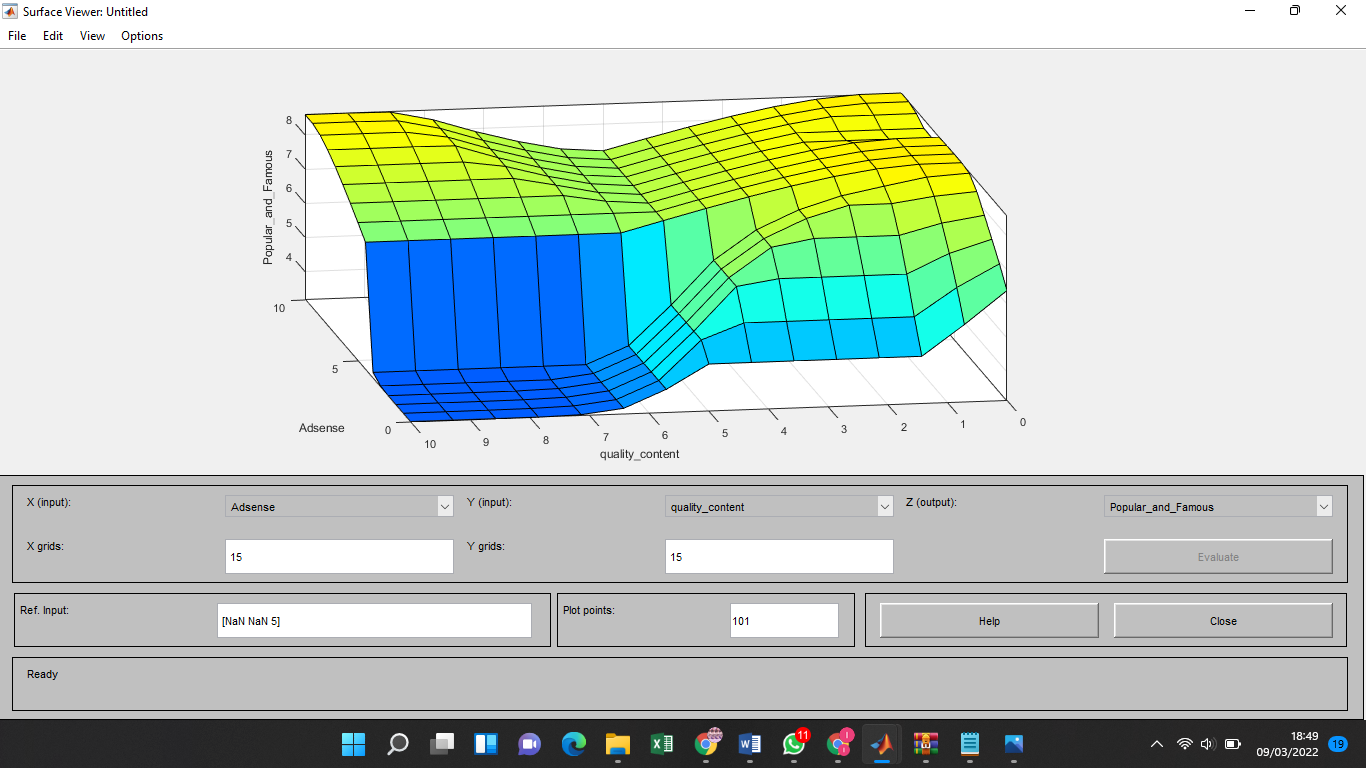 Surface Viewer: Untitled
File Edit View Options
8
7
6
5
4
10
Popular_and_Famous
5
0
Adsense
10
9
8
7
6
5
4
3
2
1
0
quality_content
X (input): Adsense Y (input): quality_content Z (output): Popular_and_Famous
X grids: 15 Y grids: 15 Evaluate
Ref. Input: [NaN NaN 5] Plot points: 101 Help Close
Ready
11
18:49
09/03/2022
19